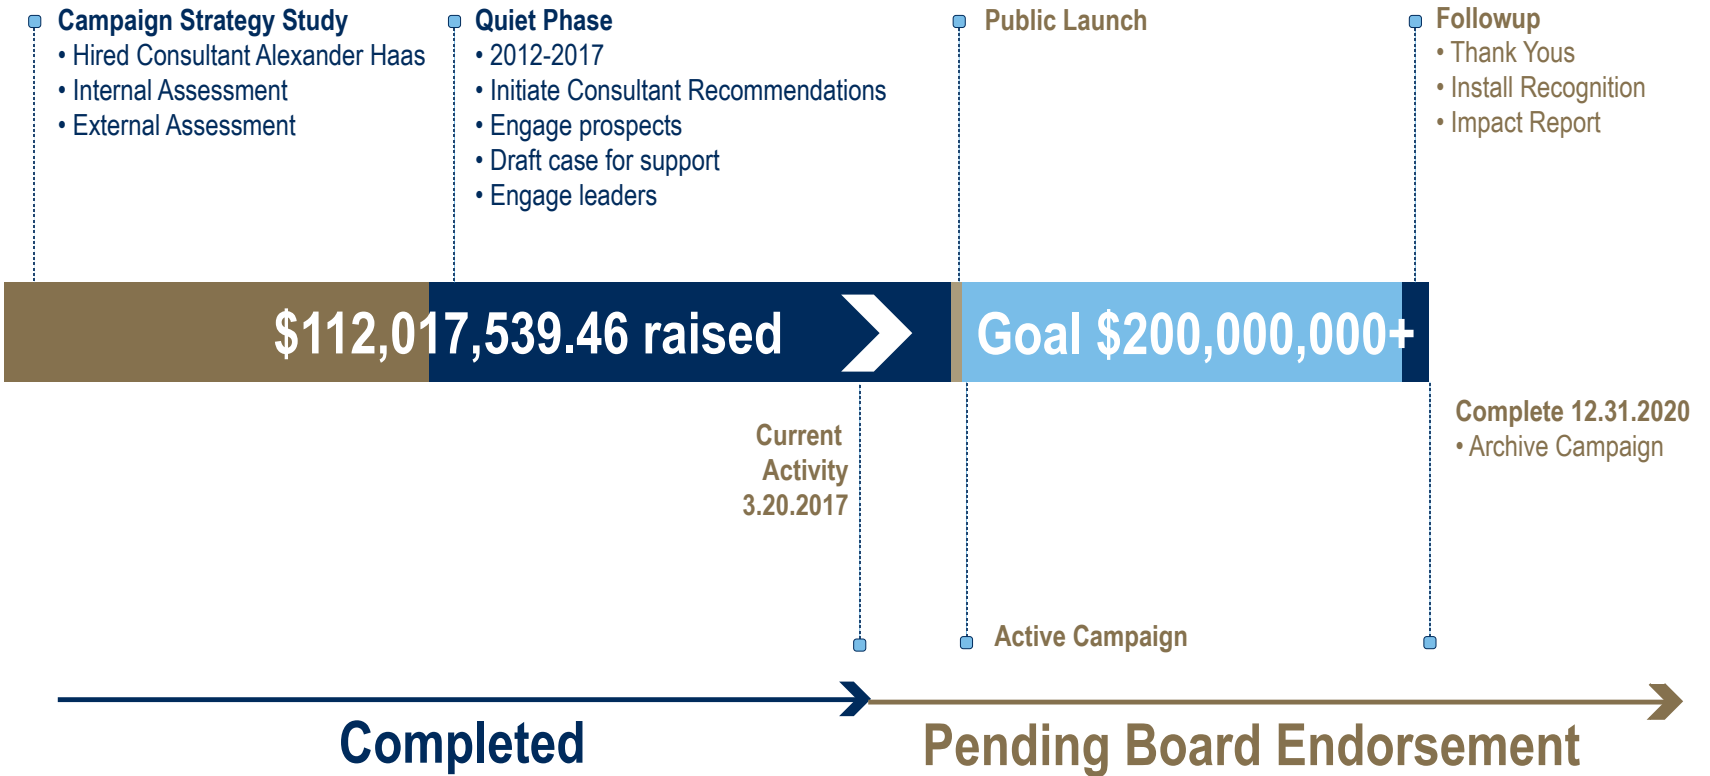 Campaign Strategy Study
• Hired Consultant Alexander Haas
• Internal Assessment
• External Assessment
Quiet Phase
• 2012-2017
• Initiate Consultant Recommendations
• Engage prospects
• Draft case for support
• Engage leaders
Public Launch
Followup
• Thank Yous
• Install Recognition
• Impact Report
$112,017,539.46 raised
Goal $200,000,000+
Current
Activity
3.20.2017
Complete 12.31.2020
• Archive Campaign
Active Campaign
Completed
Pending Board Endorsement